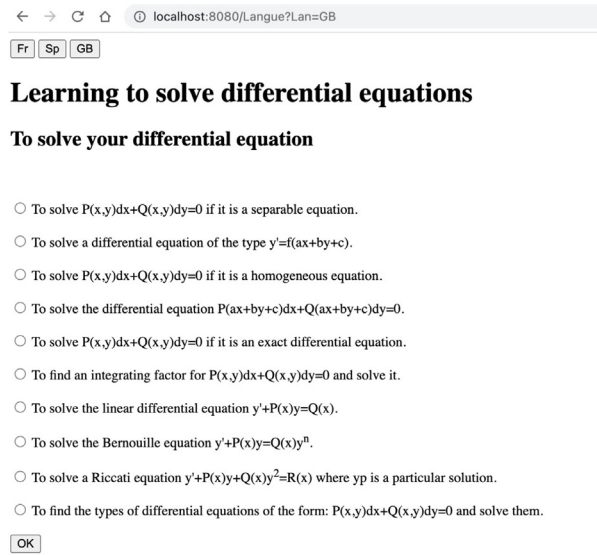 localhost:8080/Langue?Lan=GB
Fr Sp GB
Learning to solve differential equations
To solve your differential equation
To solve P(x,y)dx+Q(x,y)dy=0 if it is a separable equation.
To solve a differential equation of the type y'=f(ax+by+c).
To solve P(x,y)dx+Q(x,y)dy=0 if it is a homogeneous equation.
To solve the differential equation P(ax+by+c)dx+Q(ax+by+c)dy=0.
To solve P(x,y)dx+Q(x,y)dy=0 if it is an exact differential equation.
To find an integrating factor for P(x,y)dx+Q(x,y)dy=0 and solve it.
To solve the linear differential equation y'+P(x)y=Q(x).
To solve the Bernouille equation y'+P(x)y=Q(x)yⁿ.
To solve a Riccati equation y'+P(x)y+Q(x)y²=R(x) where yp is a particular solution.
To find the types of differential equations of the form: P(x,y)dx+Q(x,y)dy=0 and solve them.
OK